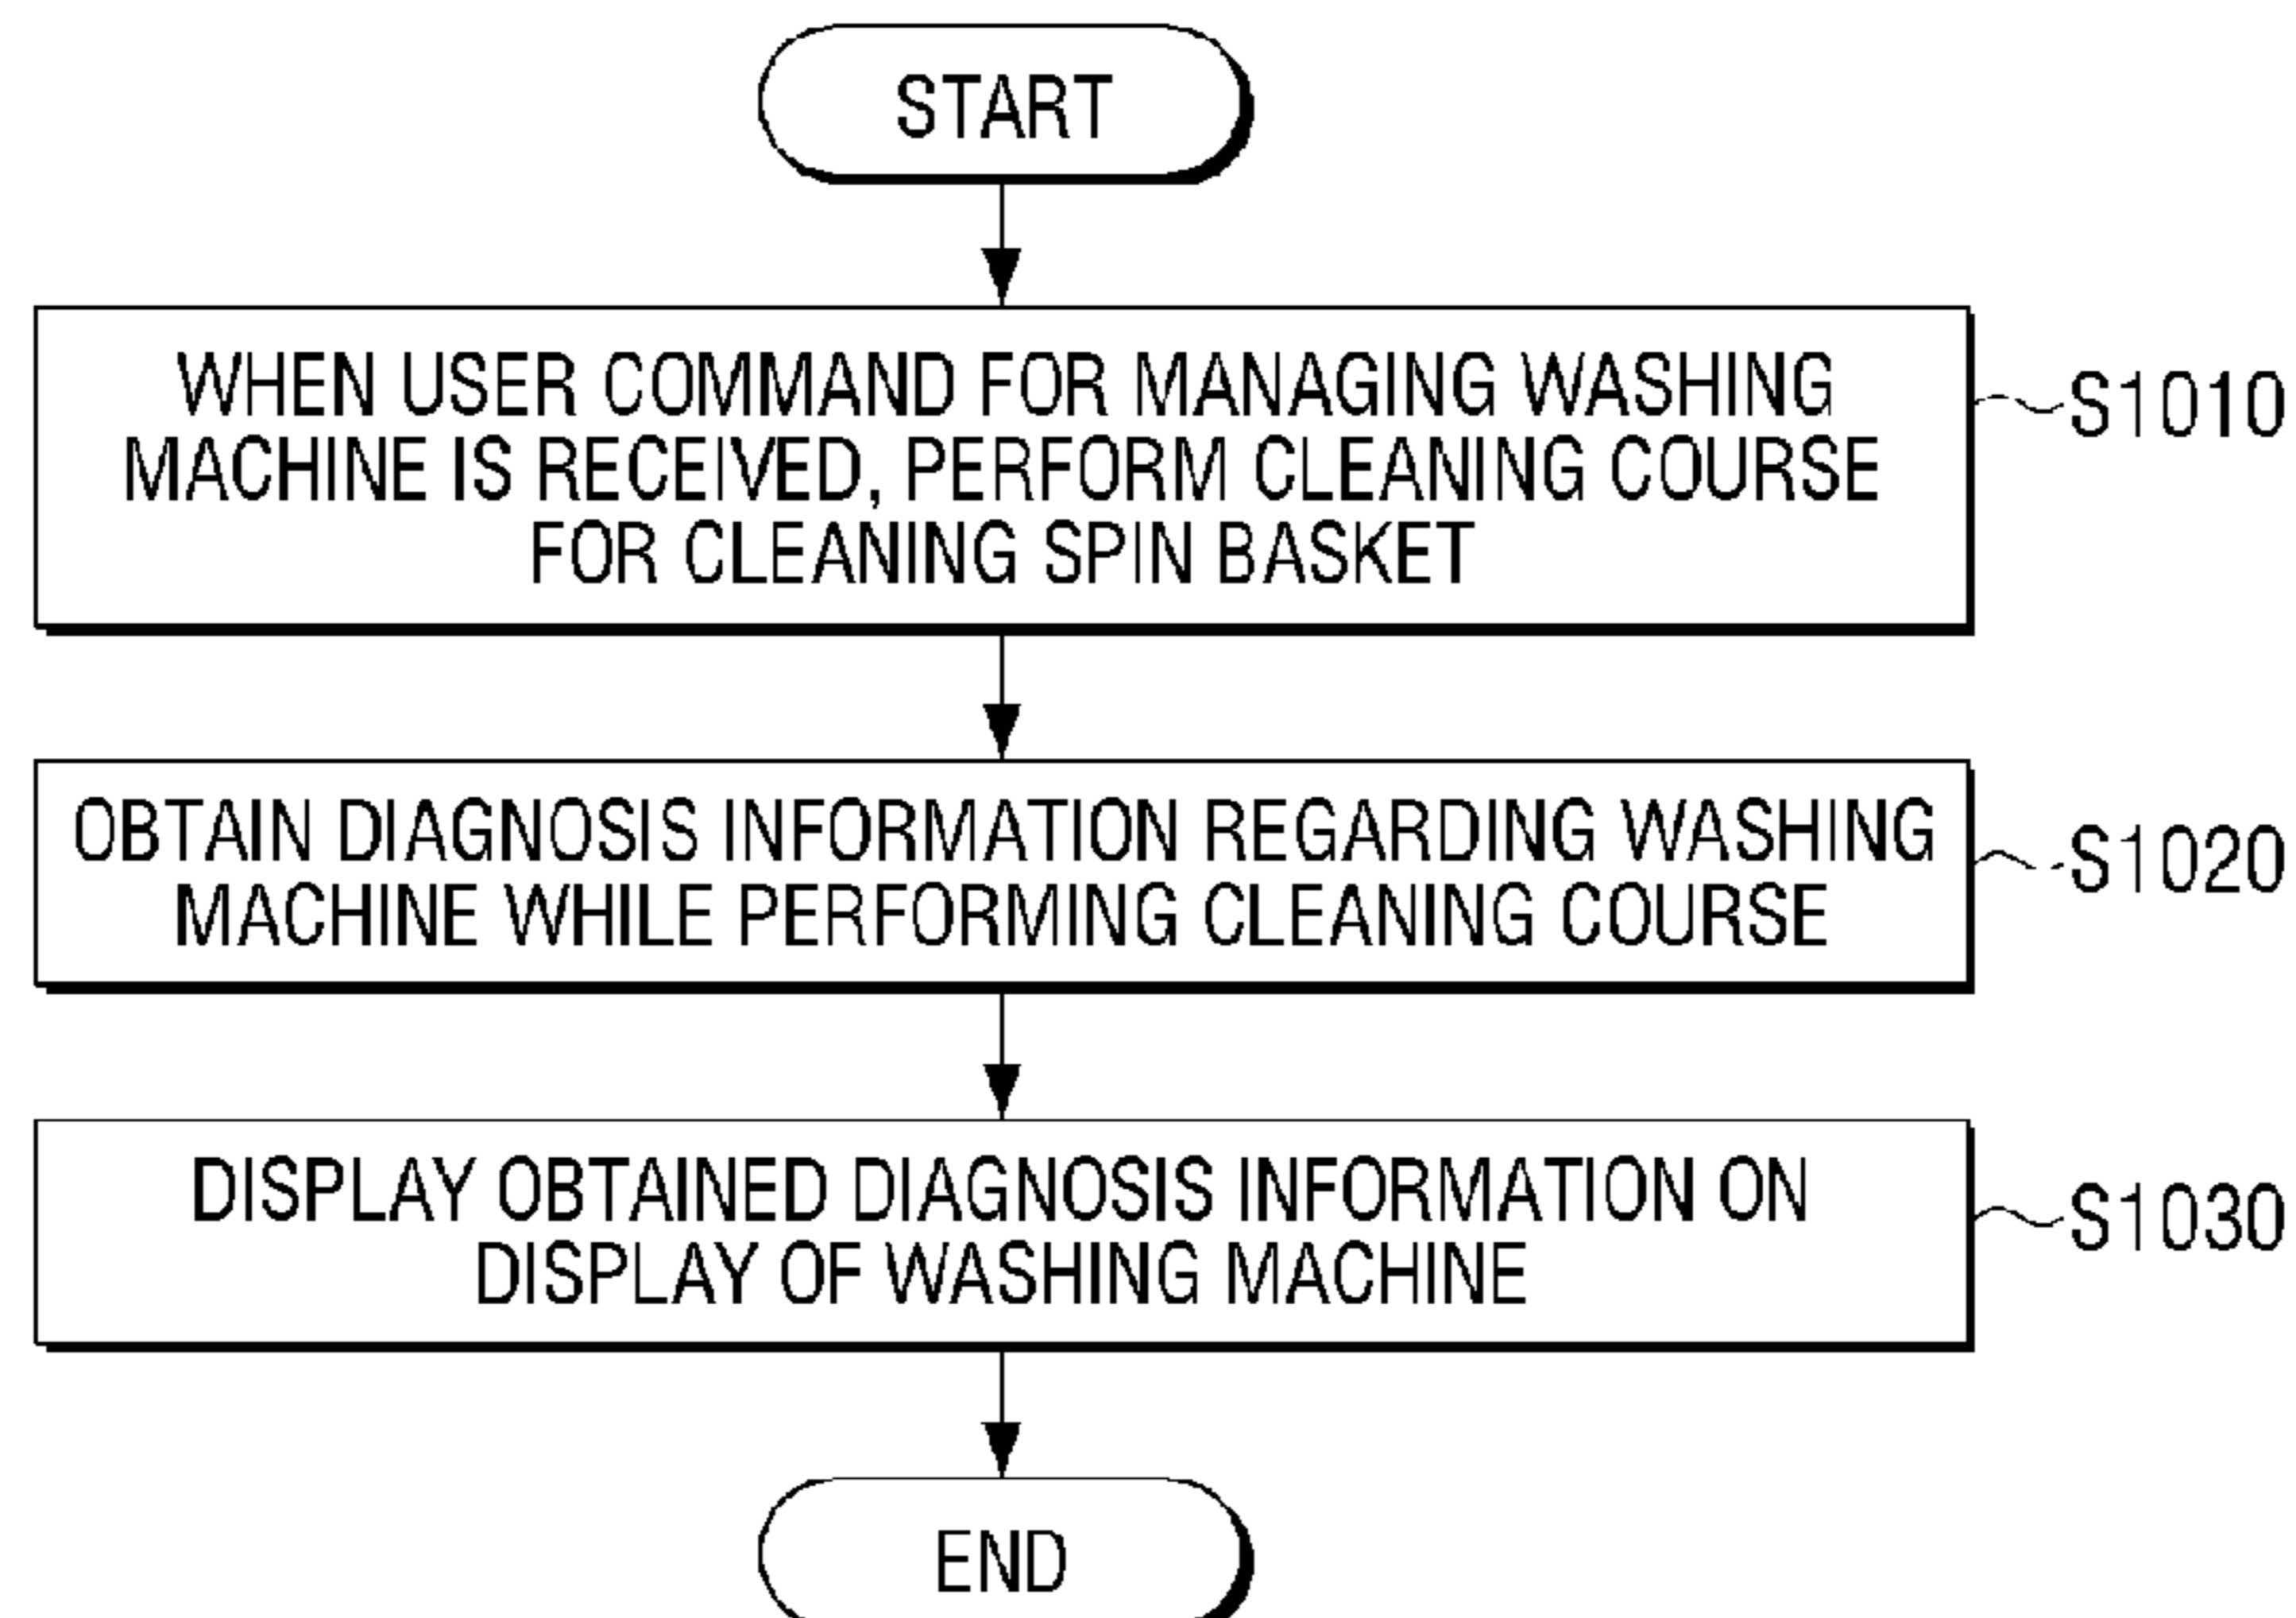 START
WHEN USER COMMAND FOR MANAGING WASHING
MACHINE IS RECEIVED, PERFORM CLEANING COURSE
FOR CLEANING SPIN BASKET
S1010
OBTAIN DIAGNOSIS INFORMATION REGARDING WASHING
MACHINE WHILE PERFORMING CLEANING COURSE
S1020
DISPLAY OBTAINED DIAGNOSIS INFORMATION ON
DISPLAY OF WASHING MACHINE
S1030
END